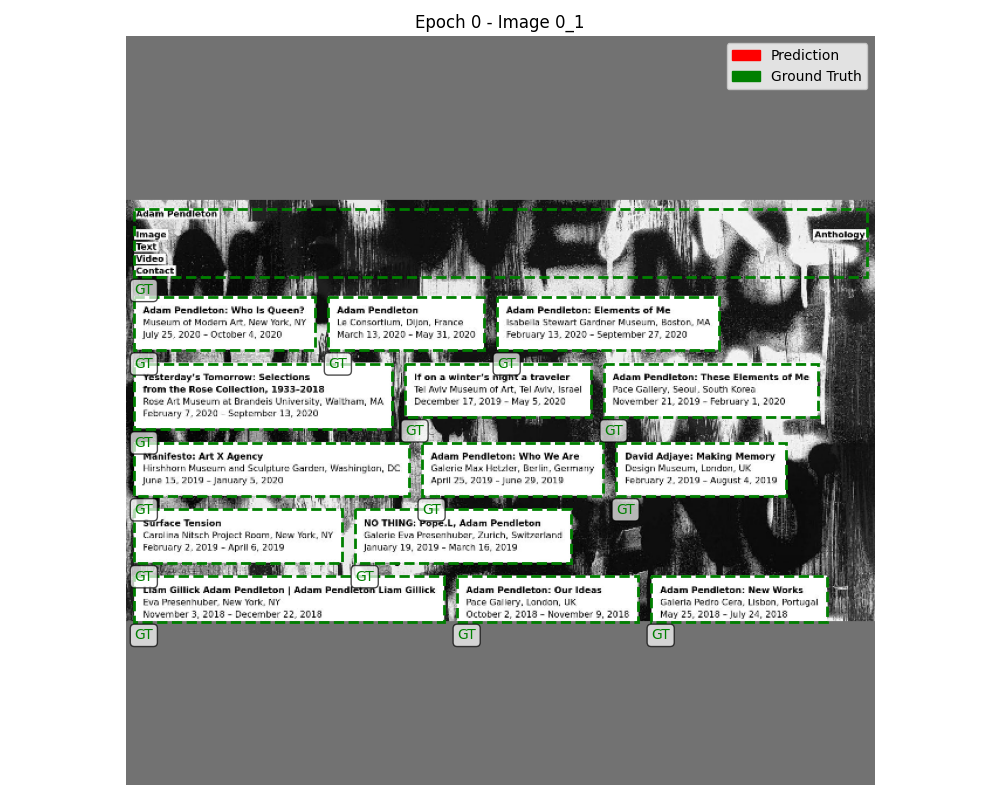 Epoch 0 - Image 0_1
Prediction
Ground Truth
Adam Pendleton
Image
Anthology
Text
Video
Contact
GT
Adam Pendleton: Who Is Queen?
Museum of Modern Art, New York, NY
July 25, 2020 – October 4, 2020
Adam Pendleton
Le Consortium, Dijon, France
March 13, 2020 – May 31, 2020
Adam Pendleton: Elements of Me
Isabella Stewart Gardner Museum, Boston, MA
February 13, 2020 – September 27, 2020
GT
GT
GT
Yesterday's Tomorrow: Selections
from the Rose Collection, 1933–2018
Rose Art Museum at Brandeis University, Waltham, MA
February 7, 2020 – September 13, 2020
If on a winter's night a traveler
Tel Aviv Museum of Art, Tel Aviv, Israel
December 17, 2019 – May 5, 2020
Adam Pendleton: These Elements of Me
Pace Gallery, Seoul, South Korea
November 21, 2019 – February 1, 2020
GT
GT
GT
Manifesto: Art X Agency
Hirshhorn Museum and Sculpture Garden, Washington, DC
June 15, 2019 – January 5, 2020
Adam Pendleton: Who We Are
Galerie Max Hetzler, Berlin, Germany
April 25, 2019 – June 29, 2019
David Adjaye: Making Memory
Design Museum, London, UK
February 2, 2019 – August 4, 2019
GT
GT
GT
Surface Tension
Carolina Nitsch Project Room, New York, NY
February 2, 2019 – April 6, 2019
NO THING: Pope.L, Adam Pendleton
Galerie Eva Presenhuber, Zurich, Switzerland
January 19, 2019 – March 16, 2019
GT
GT
Liam Gillick Adam Pendleton | Adam Pendleton Liam Gillick
Eva Presenhuber, New York, NY
November 3, 2018 – December 22, 2018
Adam Pendleton: Our Ideas
Pace Gallery, London, UK
October 2, 2018 – November 9, 2018
Adam Pendleton: New Works
Galeria Pedro Cera, Lisbon, Portugal
May 25, 2018 – July 24, 2018
GT
GT
GT